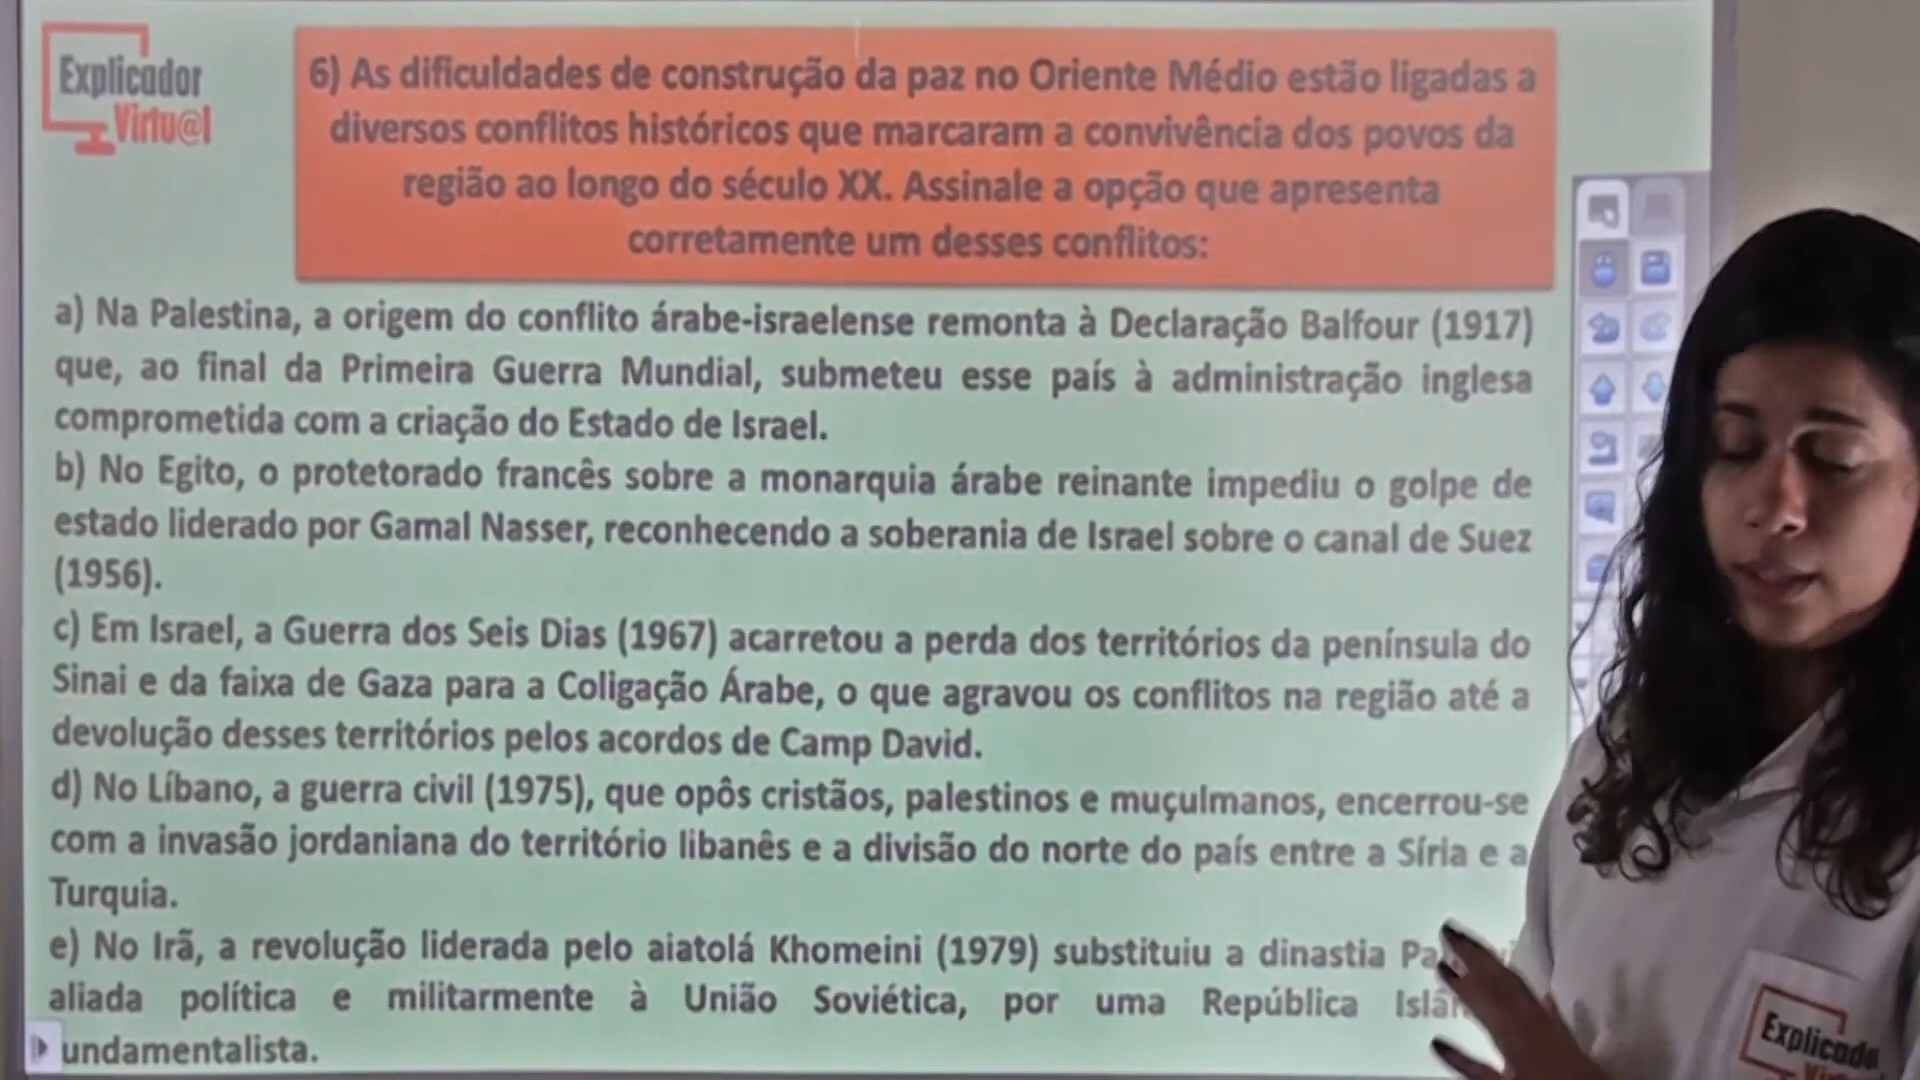 Explicador
Virtu@l
6) As dificuldades de construção da paz no Oriente Médio estão ligadas a
diversos conflitos históricos que marcaram a convivência dos povos da
região ao longo do século XX. Assinale a opção que apresenta
corretamente um desses conflitos:
a) Na Palestina, a origem do conflito árabe-israelense remonta à Declaração Balfour (1917)
que, ao final da Primeira Guerra Mundial, submeteu esse país à administração inglesa
comprometida com a criação do Estado de Israel.
b) No Egito, o protetorado francês sobre a monarquia árabe reinante impediu o golpe de
estado liderado por Gamal Nasser, reconhecendo a soberania de Israel sobre o canal de Suez
(1956).
c) Em Israel, a Guerra dos Seis Dias (1967) acarretou a perda dos territórios da península do
Sinai e da faixa de Gaza para a Coligação Árabe, o que agravou os conflitos na região até a
devolução desses territórios pelos acordos de Camp David.
d) No Líbano, a guerra civil (1975), que opôs cristãos, palestinos e muçulmanos, encerrou-se
com a invasão jordaniana do território libanês e a divisão do norte do país entre a Síria e a
Turquia.
e) No Irã, a revolução liderada pelo aiatolá Khomeini (1979) substituiu a dinastia
aliada política e militarmente à União Soviética, por uma República
undamentalista.
Explicado